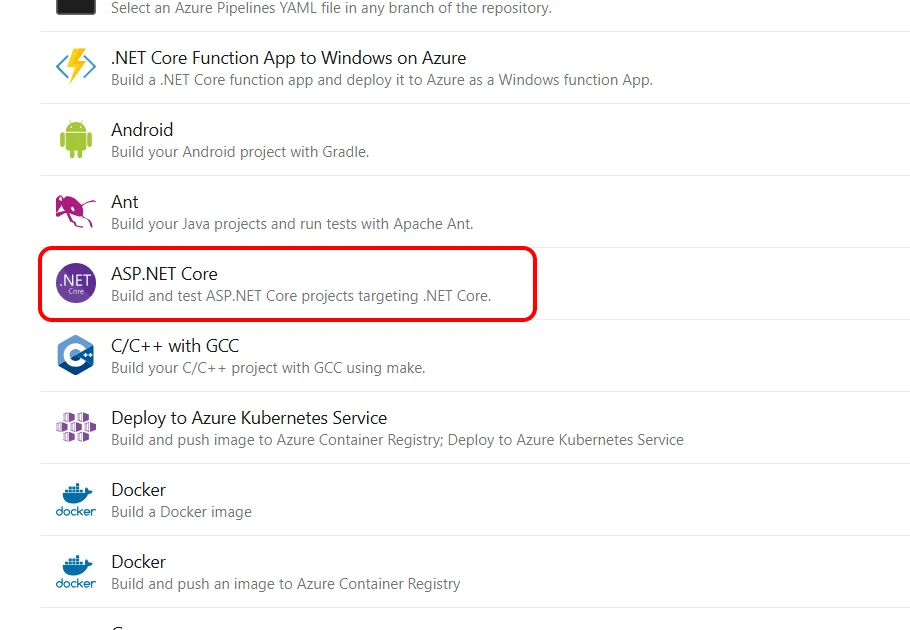 Select an Azure Pipelines YAML file in any branch of the repository.
.NET Core Function App to Windows on Azure
Build a .NET Core function app and deploy it to Azure as a Windows function App.
Android
Build your Android project with Gradle.
Ant
Build your Java projects and run tests with Apache Ant.
.NET
Core
ASP.NET Core
Build and test ASP.NET Core projects targeting .NET Core.
C++
C/C++ with GCC
Build your C/C++ project with GCC using make.
Deploy to Azure Kubernetes Service
Build and push image to Azure Container Registry; Deploy to Azure Kubernetes Service
docker
Docker
Build a Docker image
docker
Docker
Build and push an image to Azure Container Registry